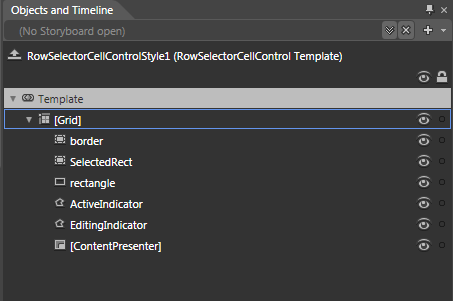 Objects and Timeline
(No Storyboard open)
RowSelectorCellControlStyle1 (RowSelectorCellControl Template)
Template
[Grid]
border
SelectedRect
rectangle
ActiveIndicator
EditingIndicator
[ContentPresenter]